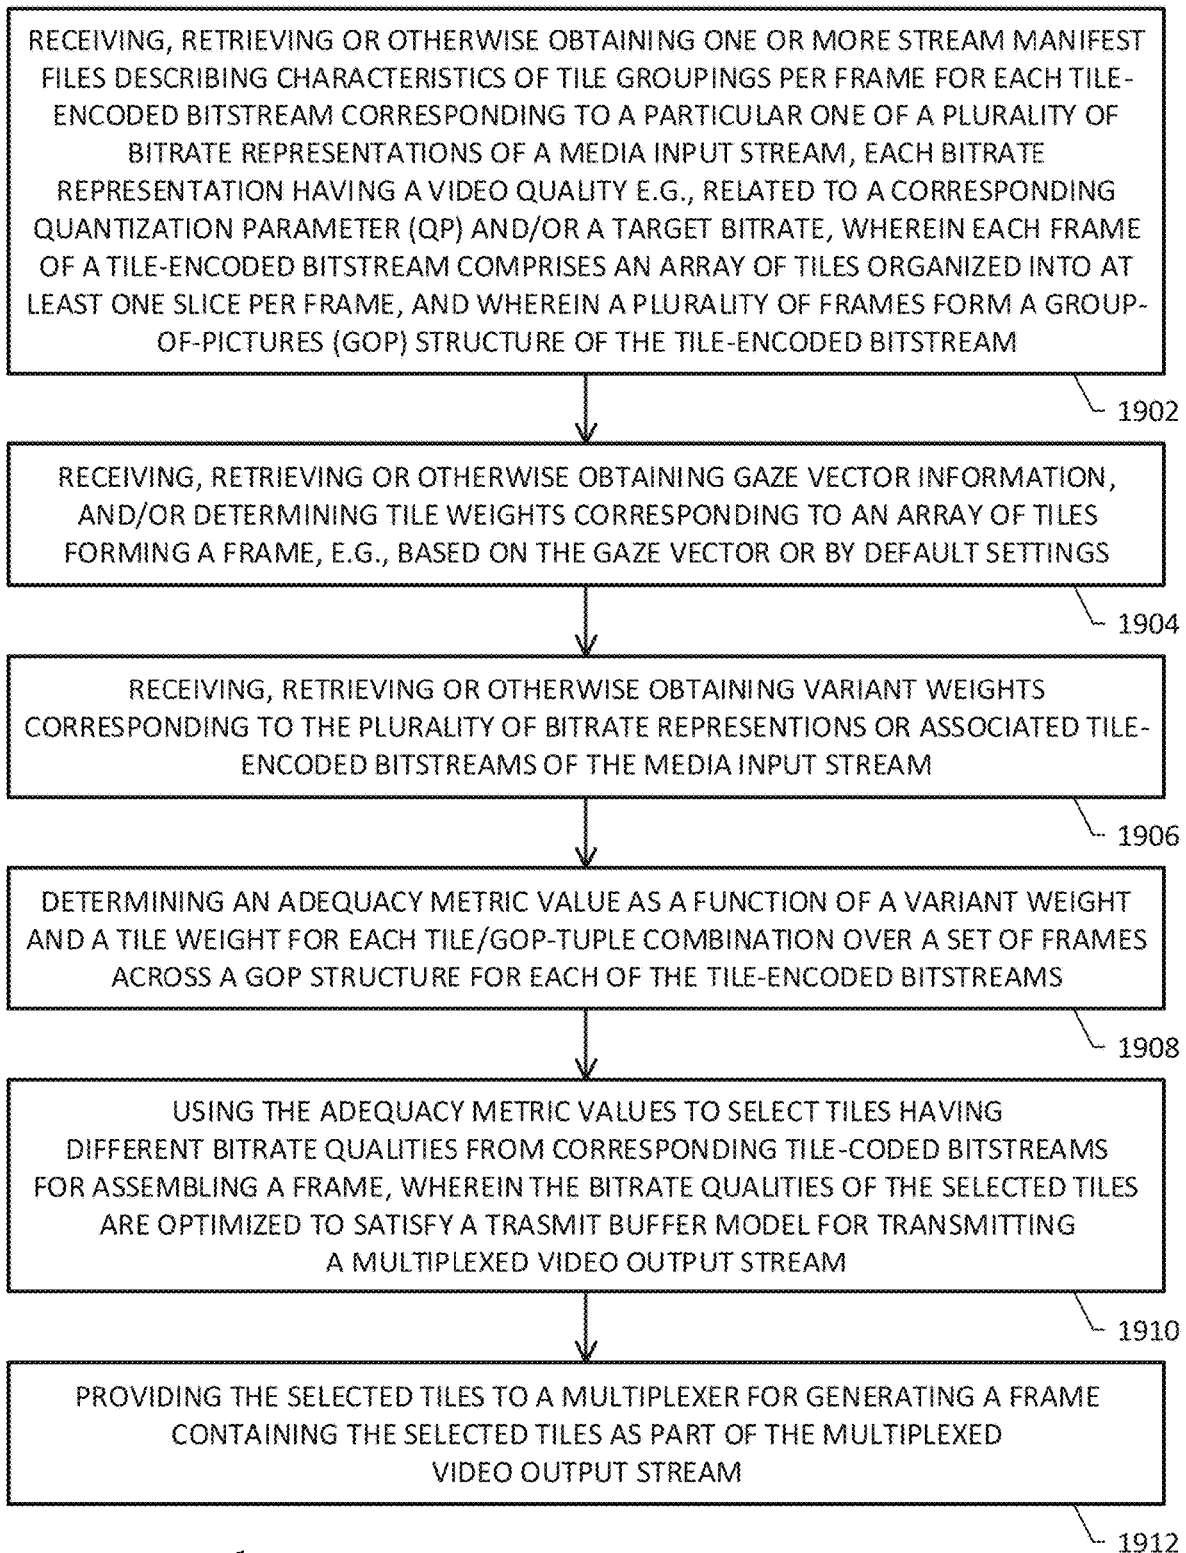 RECEIVING, RETRIEVING OR OTHERWISE OBTAINING ONE OR MORE STREAM MANIFEST
FILES DESCRIBING CHARACTERISTICS OF TILE GROUPINGS PER FRAME FOR EACH TILE-
ENCODED BITSTREAM CORRESPONDING TO A PARTICULAR ONE OF A PLURALITY OF
BITRATE REPRESENTATIONS OF A MEDIA INPUT STREAM, EACH BITRATE
REPRESENTATION HAVING A VIDEO QUALITY E.G., RELATED TO A CORRESPONDING
QUANTIZATION PARAMETER (QP) AND/OR A TARGET BITRATE, WHEREIN EACH FRAME
OF A TILE-ENCODED BITSTREAM COMPRISES AN ARRAY OF TILES ORGANIZED INTO AT
LEAST ONE SLICE PER FRAME, AND WHEREIN A PLURALITY OF FRAMES FORM A GROUP-
OF-PICTURES (GOP) STRUCTURE OF THE TILE-ENCODED BITSTREAM
1902
RECEIVING, RETRIEVING OR OTHERWISE OBTAINING GAZE VECTOR INFORMATION,
AND/OR DETERMINING TILE WEIGHTS CORRESPONDING TO AN ARRAY OF TILES
FORMING A FRAME, E.G., BASED ON THE GAZE VECTOR OR BY DEFAULT SETTINGS
1904
RECEIVING, RETRIEVING OR OTHERWISE OBTAINING VARIANT WEIGHTS
CORRESPONDING TO THE PLURALITY OF BITRATE REPRESENTIONS OR ASSOCIATED TILE-
ENCODED BITSTREAMS OF THE MEDIA INPUT STREAM
1906
DETERMINING AN ADEQUACY METRIC VALUE AS A FUNCTION OF A VARIANT WEIGHT
AND A TILE WEIGHT FOR EACH TILE/GOP-TUPLE COMBINATION OVER A SET OF FRAMES
ACROSS A GOP STRUCTURE FOR EACH OF THE TILE-ENCODED BITSTREAMS
1908
USING THE ADEQUACY METRIC VALUES TO SELECT TILES HAVING
DIFFERENT BITRATE QUALITIES FROM CORRESPONDING TILE-CODED BITSTREAMS
FOR ASSEMBLING A FRAME, WHEREIN THE BITRATE QUALITIES OF THE SELECTED TILES
ARE OPTIMIZED TO SATISFY A TRASMIT BUFFER MODEL FOR TRANSMITTING
A MULTIPLEXED VIDEO OUTPUT STREAM
1910
PROVIDING THE SELECTED TILES TO A MULTIPLEXER FOR GENERATING A FRAME
CONTAINING THE SELECTED TILES AS PART OF THE MULTIPLEXED
VIDEO OUTPUT STREAM
1912